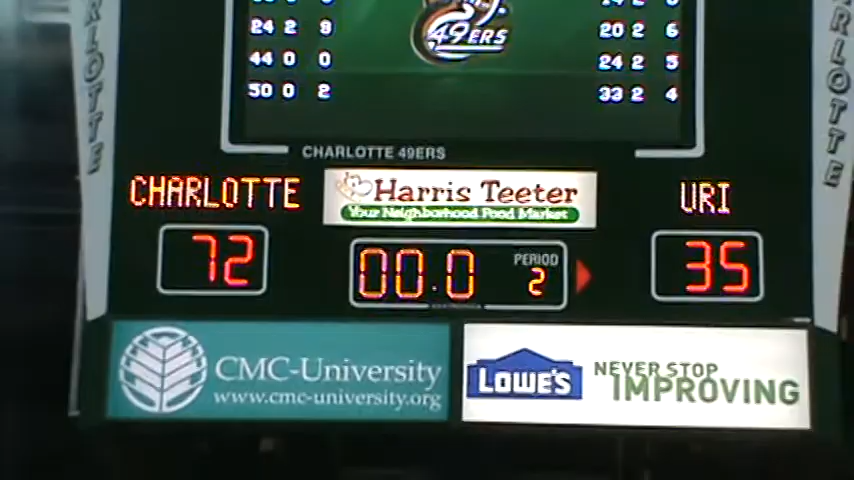 24 2 9
20 2 6
49ERS
44 0 0
24 2 5
50 0 2
33 2 4
CHARLOTTE 49ERS
CHARLOTTE
Harris Teeter
Your Neighborhood Food Market
URI
72
00.0
PERIOD
2
35
CMC-University
www.cmc-university.org
LOWE'S
NEVER STOP
IMPROVING
CHARLOTTE